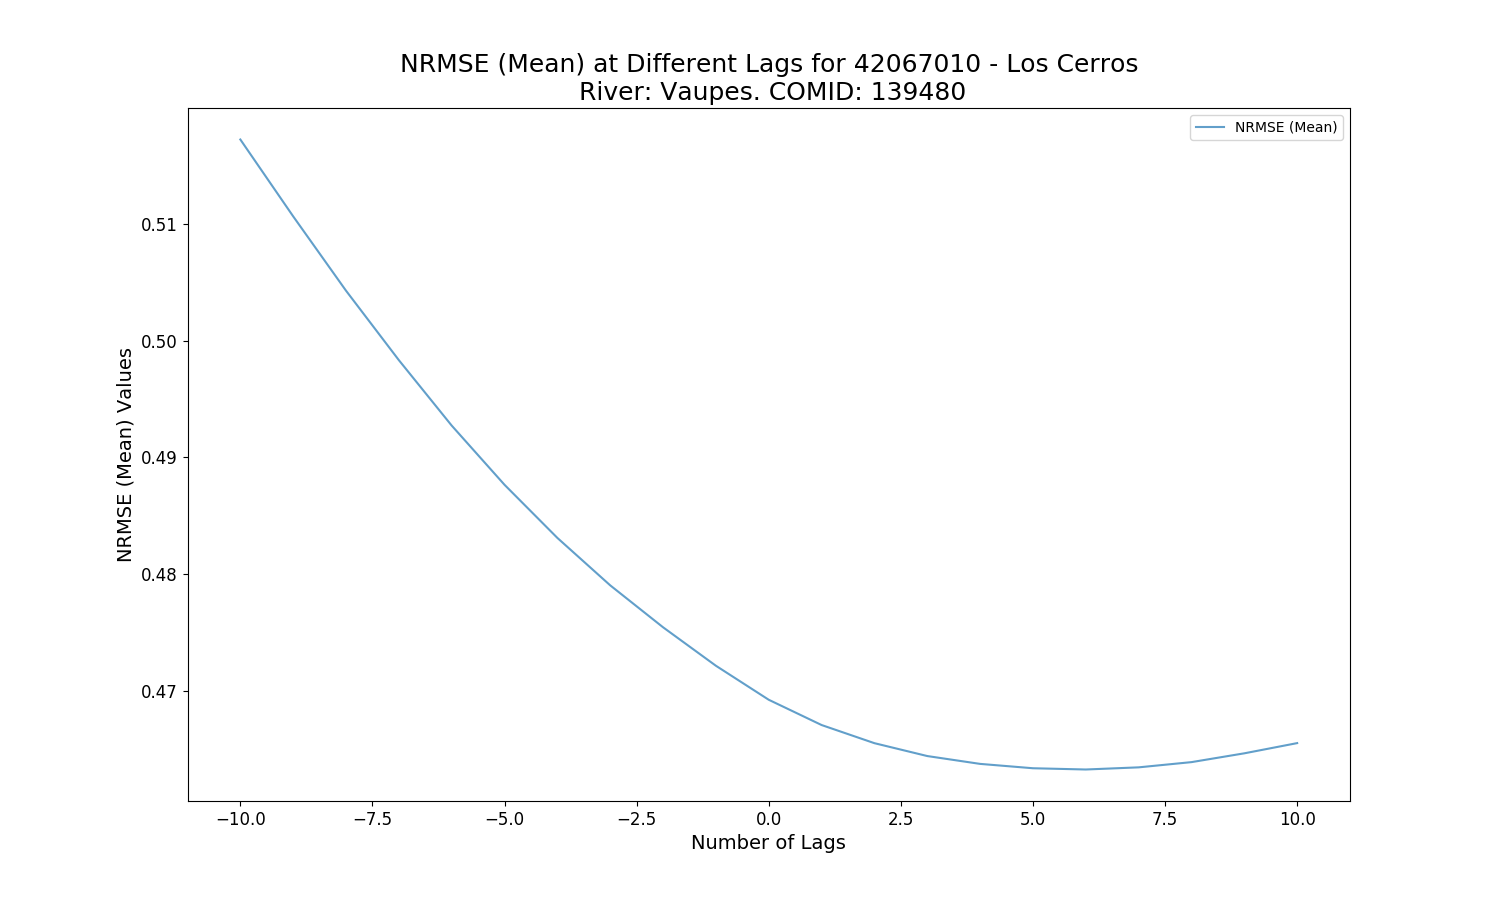 NRMSE (Mean) at Different Lags for 42067010 - Los Cerros
River: Vaupes. COMID: 139480
NRMSE (Mean)
0.51
0.50
0.49
0.48
0.47
NRMSE (Mean) Values
−10.0
−7.5
−5.0
−2.5
0.0
2.5
5.0
7.5
10.0
Number of Lags